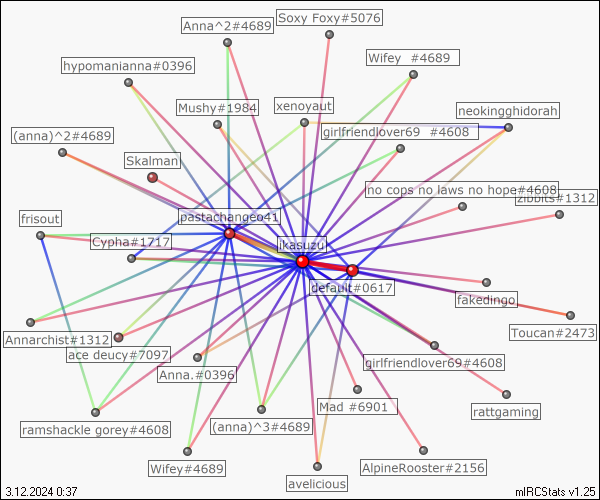 Soxy Foxy#5076
Anna^2#4689
Wifey  #4689
hypomanianna#0396
xenoyaut
Mushy#1984
neokingghidorah
girlfriendlover69  #4608
(anna)^2#4689
Skalman
no cops no laws no hope#4608
zibbits#1312
pastachangeo41
frisout
Cypha#1717
ikasuzu
default#0617
fakedingo
Toucan#2473
Annarchist#1312
ace deucy#7097
girlfriendlover69#4608
Anna.#0396
rattgaming
Mad #6901
ramshackle gorey#4608
(anna)^3#4689
Wifey#4689
AlpineRooster#2156
avelicious
3.12.2024 0:37
mIRCStats v1.25